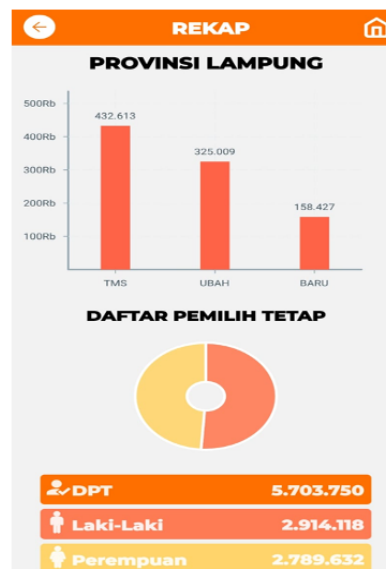 REKAP
PROVINSI LAMPUNG
500Rb
400Rb
300Rb
200Rb
100Rb
432.613
325.009
158.427
TMS UBAH BARU
DAFTAR PEMILIH TETAP
DPT 5.703.750
Laki-Laki 2.914.118
Perempuan 2.789.632